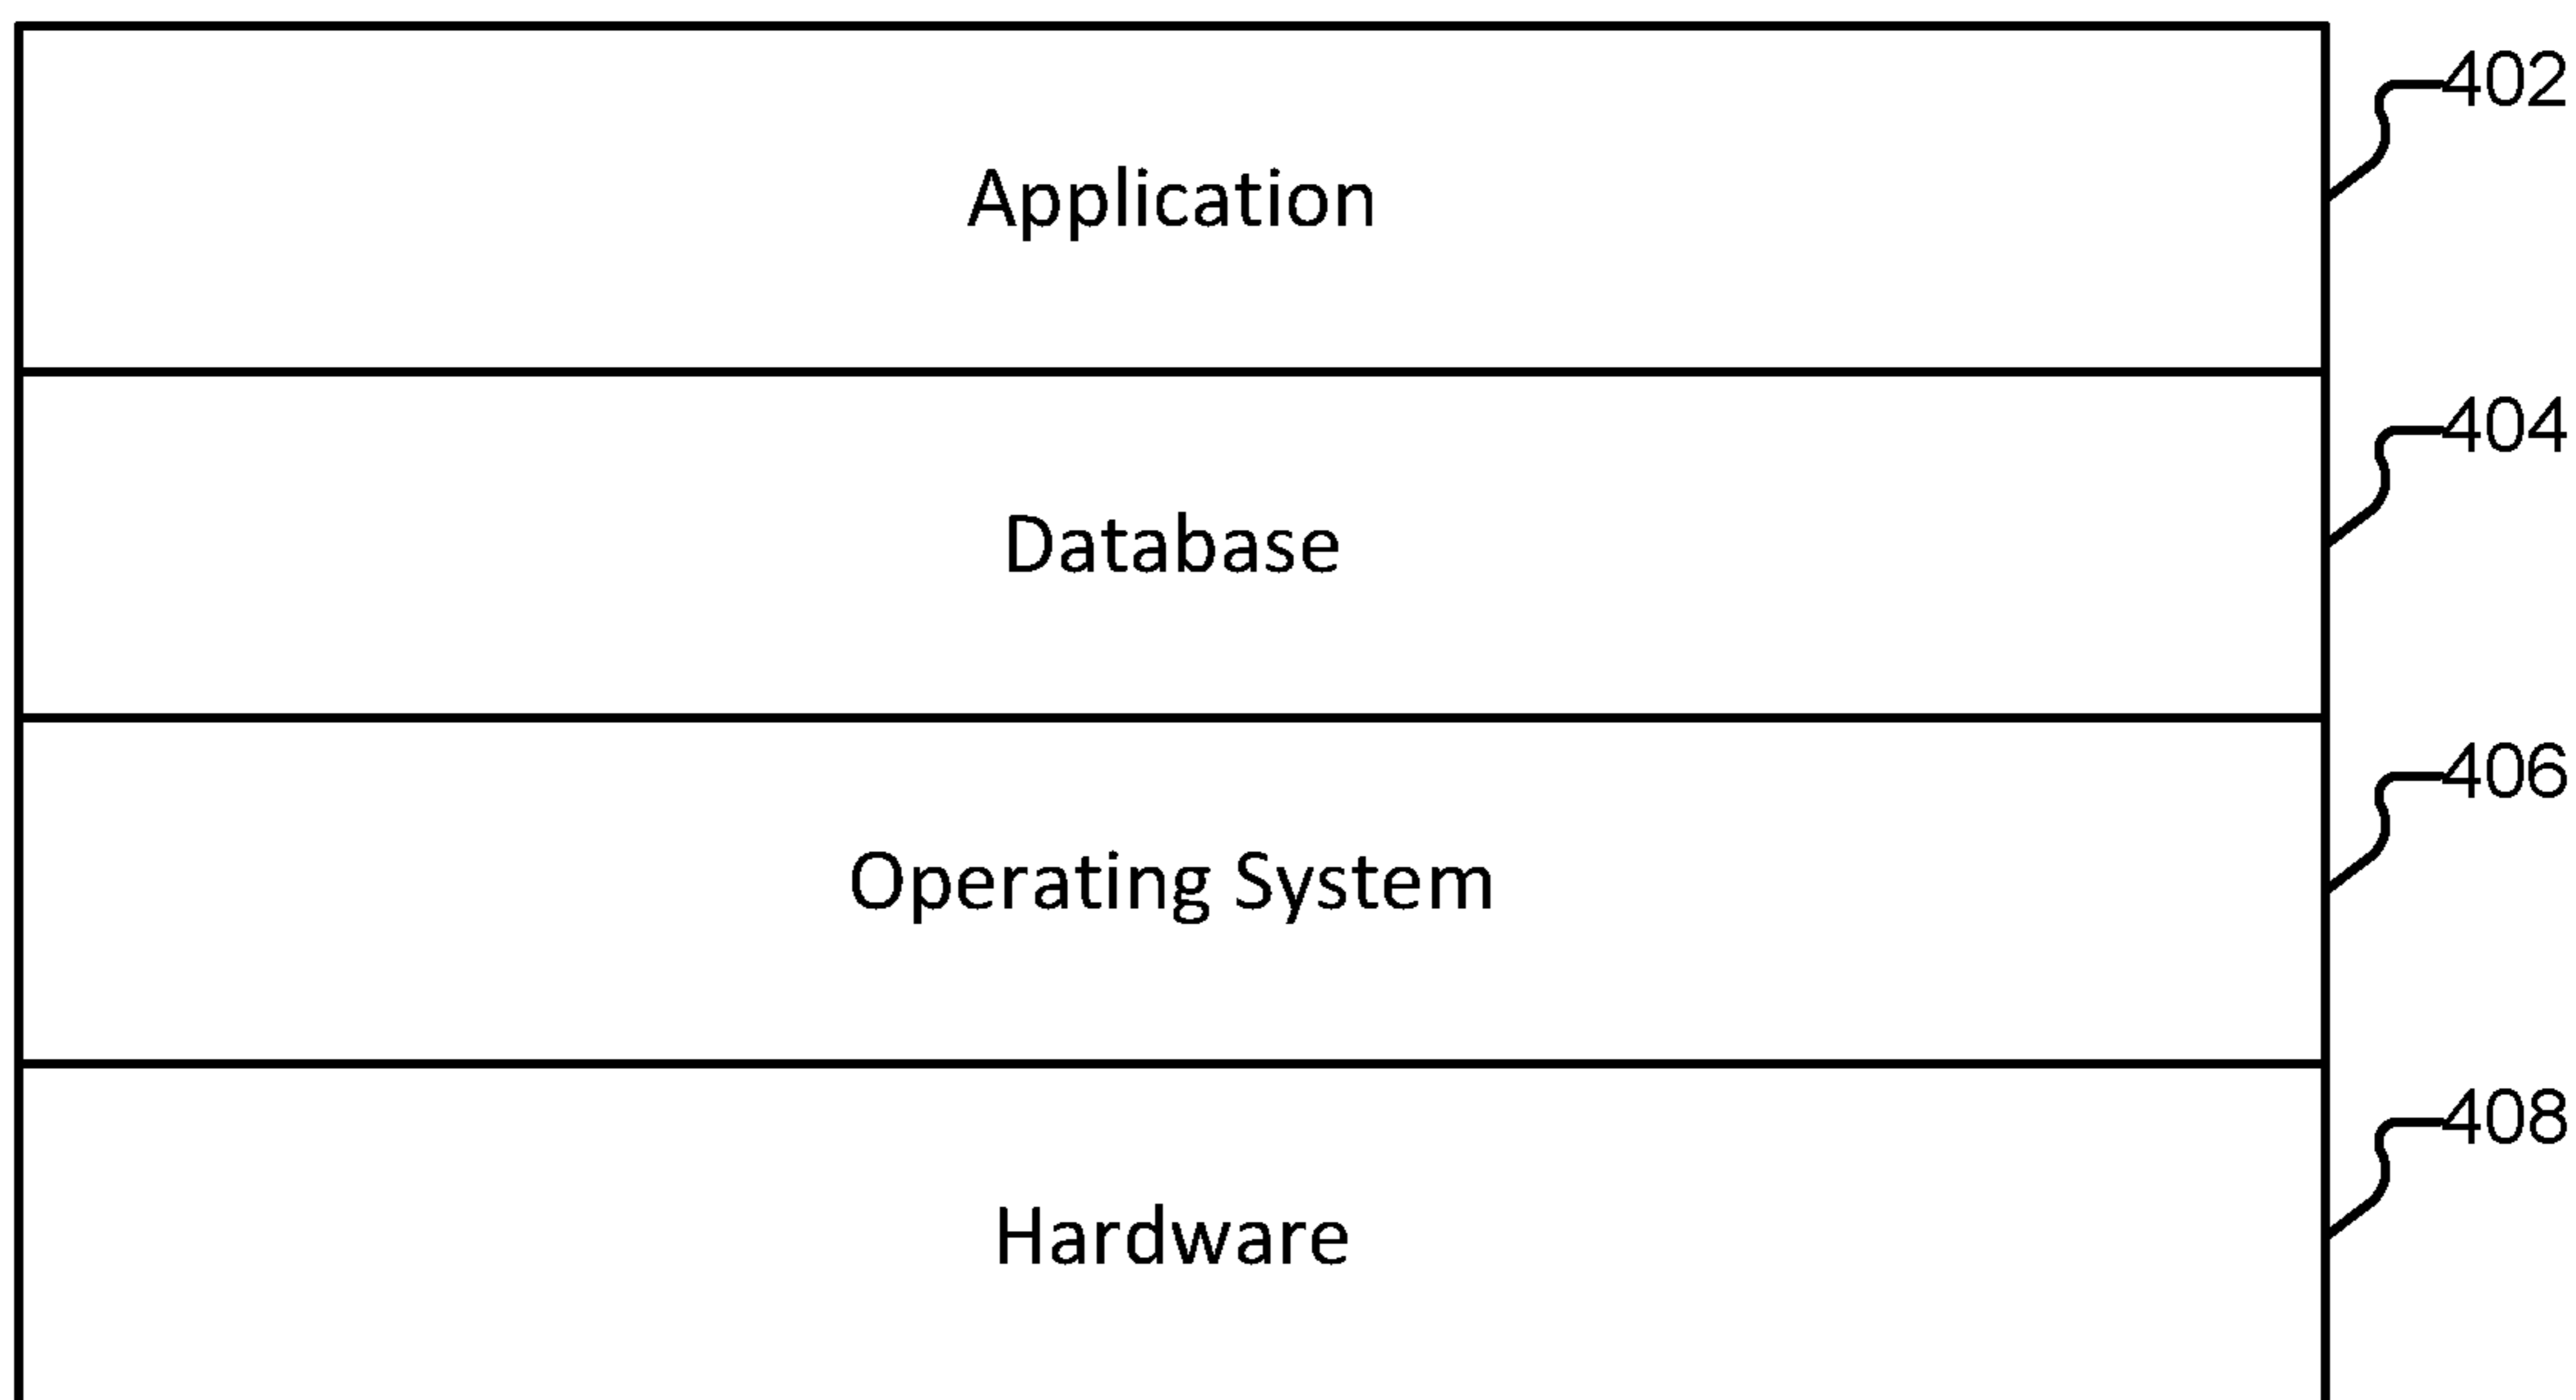 402
Application
404
Database
406
Operating System
408
Hardware